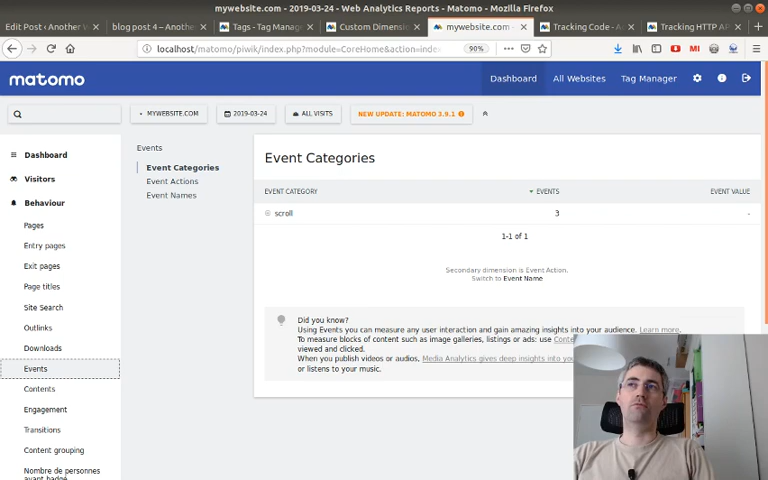 mywebsite.com - 2019-03-24 - Web Analytics Reports - Matomo - Mozilla Firefox
Edit Post ‹ Another W
blog post 4 – Anothe
Tags - Tag Manage
Custom Dimensio
mywebsite.com -
Tracking Code - A
Tracking HTTP AP
localhost/matomo/piwik/index.php?module=CoreHome&action=inde
90%
matomo
Dashboard
All Websites
Tag Manager
MYWEBSITE.COM
2019-03-24
ALL VISITS
NEW UPDATE: MATOMO 3.9.1
Dashboard
Visitors
Behaviour
Pages
Entry pages
Exit pages
Page titles
Site Search
Outlinks
Downloads
Events
Contents
Engagement
Transitions
Content grouping
Nombre de personnes
ayant badgé
Events
Event Categories
Event Actions
Event Names
Event Categories
EVENT CATEGORY
EVENTS
EVENT VALUE
scroll
3
-
1-1 of 1
Secondary dimension is Event Action.
Switch to Event Name
Did you know?
Using Events you can measure any user interaction and gain amazing insights into your audience. Learn more.
To measure blocks of content such as image galleries, listings or ads: use Conte
viewed and clicked.
When you publish videos or audios, Media Analytics gives deep insights into you
or listens to your music.